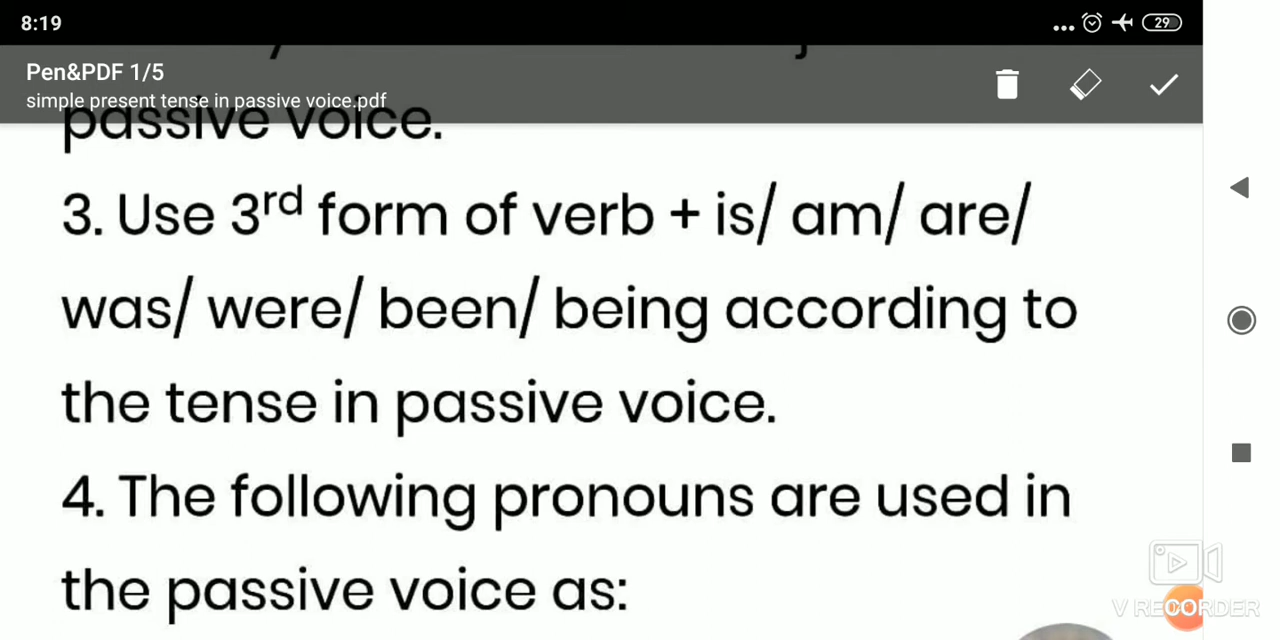 8:19
29
Pen&PDF 1/5
simple present tense in passive voice.pdf
passive voice.
3. Use 3rd form of verb + is/ am/ are/
was/ were/ been/ being according to
the tense in passive voice.
4. The following pronouns are used in
the passive voice as:
V RECORDER